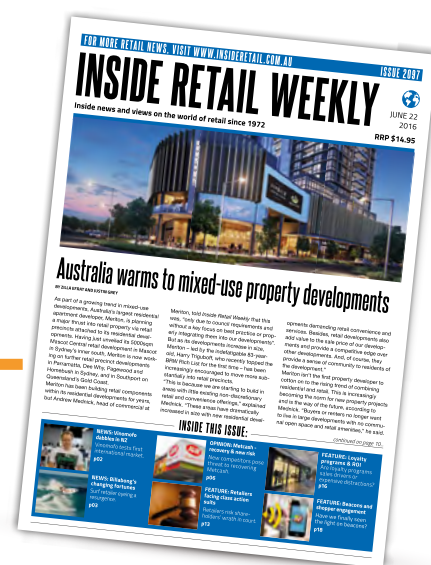 FOR MORE RETAIL NEWS, VISIT WWW.INSIDERETAIL.COM.AU
ISSUE 2097
INSIDE RETAIL WEEKLY
JUNE 22
2016
Inside news and views on the world of retail since 1972
RRP $14.95
Australia warms to mixed-use property developments
BY ZILLA EFRAT AND JUSTIN GREY
As part of a growing trend in mixed-use
developments, Australia's largest residential
apartment developer, Meriton, is planning
a major thrust into retail property via retail
precincts attached to its residential devel-
opments. Having just unveiled its 5000sqm
Mascot Central retail development in Mascot
in Sydney's inner south, Meriton is now work-
ing on further retail precinct developments
in Parramatta, Dee Why, Pagewood and
Homebush in Sydney, and in Southport on
Queensland's Gold Coast.
Meriton has been building retail components
within its residential developments for years,
but Andrew Mednick, head of commercial at
Meriton, told Inside Retail Weekly that this
was, "only due to council requirements and
without a key focus on best practice or prop-
erly integrating them into our developments".
But as its developments increase in size,
Meriton – led by the indefatigable 83-year-
old, Harry Triguboff, who recently topped the
BRW Rich List for the first time – has been
increasingly encouraged to move more sub-
stantially into retail precincts.
"This is because we are starting to build in
areas with little existing non-discretionary
retail and convenience offerings," explained
Mednick. "These areas have dramatically
increased in size with new residential devel-
opments demanding retail convenience and
services. Besides, retail developments also
add value to the sale price of our develop-
ments and provide a competitive edge over
other developments. And, of course, they
provide a sense of community to residents of
the development."
Meriton isn't the first property developer to
cotton on to the rising trend of combining
residential and retail. This is increasingly
becoming the norm for new property projects
and is the way of the future, according to
Mednick. "Buyers or renters no longer want
to live in large developments with no commu-
nal open space and retail amenities," he said.
continued on page 10.
INSIDE THIS ISSUE:
NEWS: Vinomofo
dabbles in NZ
Vinomofo tests first
international market
p02
NEWS: Billabong's
changing fortunes
Surf retailer eyeing a
resurgence
p03
OPINION: Metcash -
recovery & new risk
New competitors pose
threat to recovering
Metcash
p06
FEATURE: Retailers
facing class action
suits
Retailers risk share-
holders' wrath in court
p13
FEATURE: Loyalty
programs & ROI
Are loyalty programs
sales drivers or
expensive distractions?
p16
FEATURE: Beacons and
shopper engagement
Have we finally seen
the light on beacons?
p18